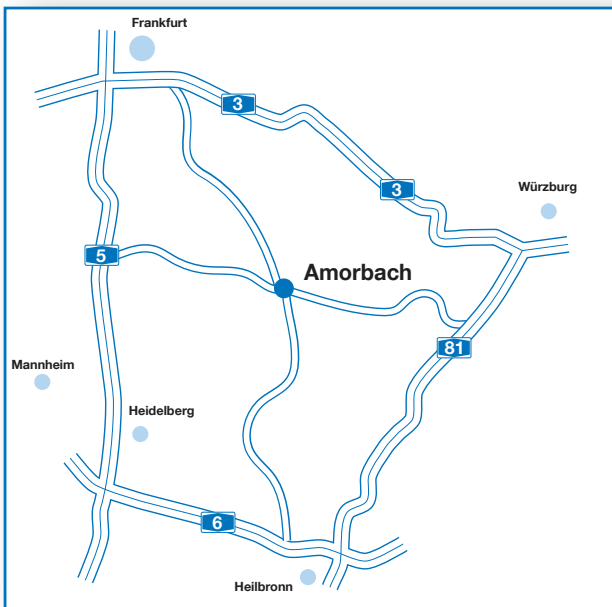 Frankfurt
3
3
Würzburg
5
Amorbach
81
Mannheim
Heidelberg
6
Heilbronn